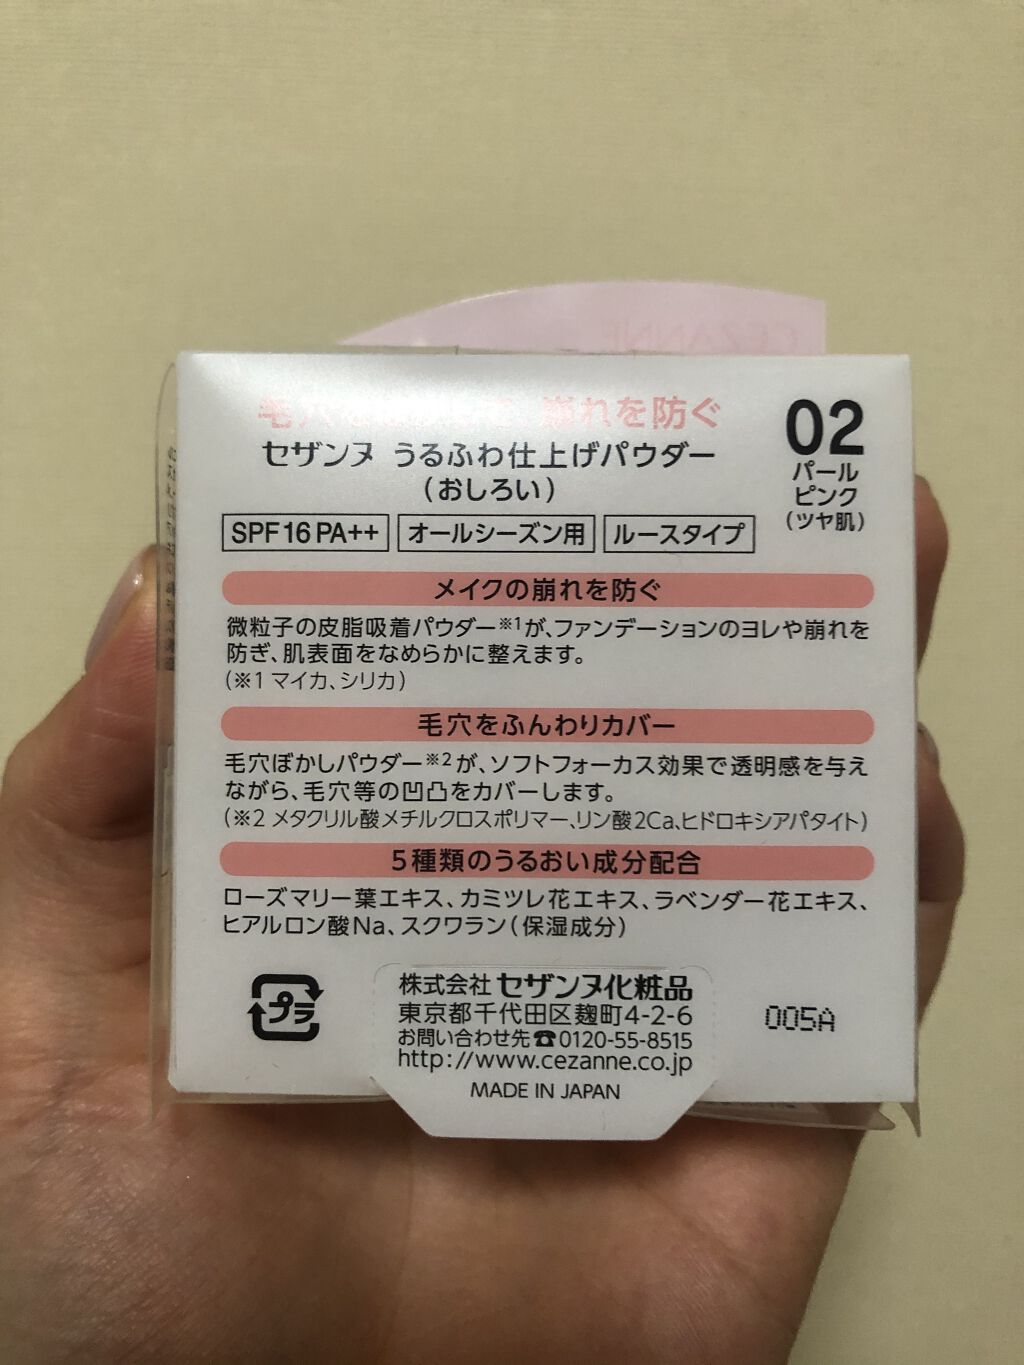 CEZANNE
崩れを防ぐ
セザンヌ うるふわ仕上げパウダー
(おしろい)
02
パール
ピンク
(ツヤ肌)
SPF16 PA++ オールシーズン用 ルースタイプ
メイクの崩れを防ぐ
微粒子の皮脂吸着パウダー※1が、ファンデーションのヨレや崩れを
防ぎ、肌表面をなめらかに整えます。
(※1 マイカ、シリカ)
毛穴をふんわりカバー
毛穴ぼかしパウダー※2が、ソフトフォーカス効果で透明感を与え
ながら、毛穴等の凹凸をカバーします。
(※2 メタクリル酸メチルクロスポリマー、リン酸2Ca、ヒドロキシアパタイト)
5種類のうるおい成分配合
ローズマリー葉エキス、カミツレ花エキス、ラベンダー花エキス、
ヒアルロン酸Na、スクワラン(保湿成分)
プラ
株式会社 セザンヌ化粧品
東京都千代田区麹町4-2-6
お問い合わせ先☎0120-55-8515
http://www.cezanne.co.jp
MADE IN JAPAN
005A